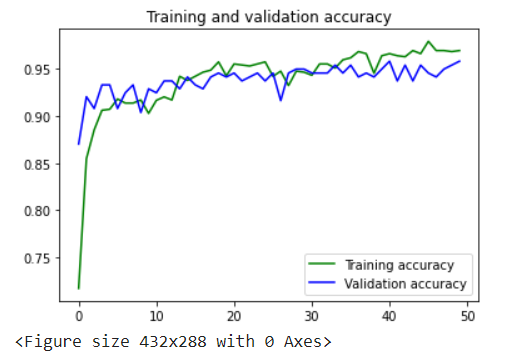 Training and validation accuracy
0.95
0.90
0.85
0.80
0.75
Training accuracy
Validation accuracy
0 10 20 30 40 50
<Figure size 432x288 with 0 Axes>